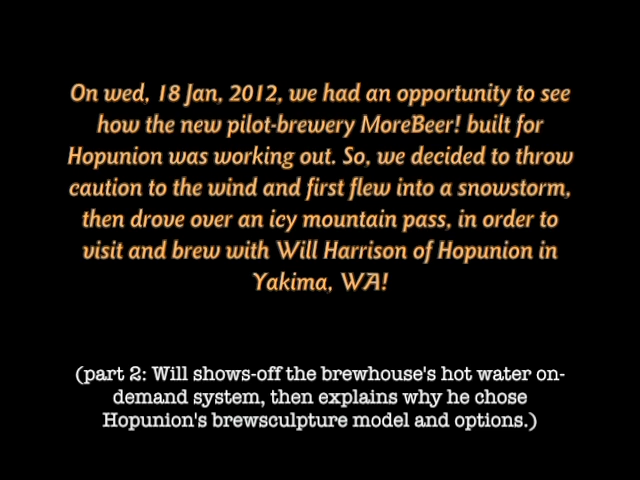 On wed, 18 Jan, 2012, we had an opportunity to see
how the new pilot-brewery MoreBeer! built for
Hopunion was working out. So, we decided to throw
caution to the wind and first flew into a snowstorm,
then drove over an icy mountain pass, in order to
visit and brew with Will Harrison of Hopunion in
Yakima, WA!
(part 2: Will shows-off the brewhouse's hot water on-
demand system, then explains why he chose
Hopunion's brewsculpture model and options.)